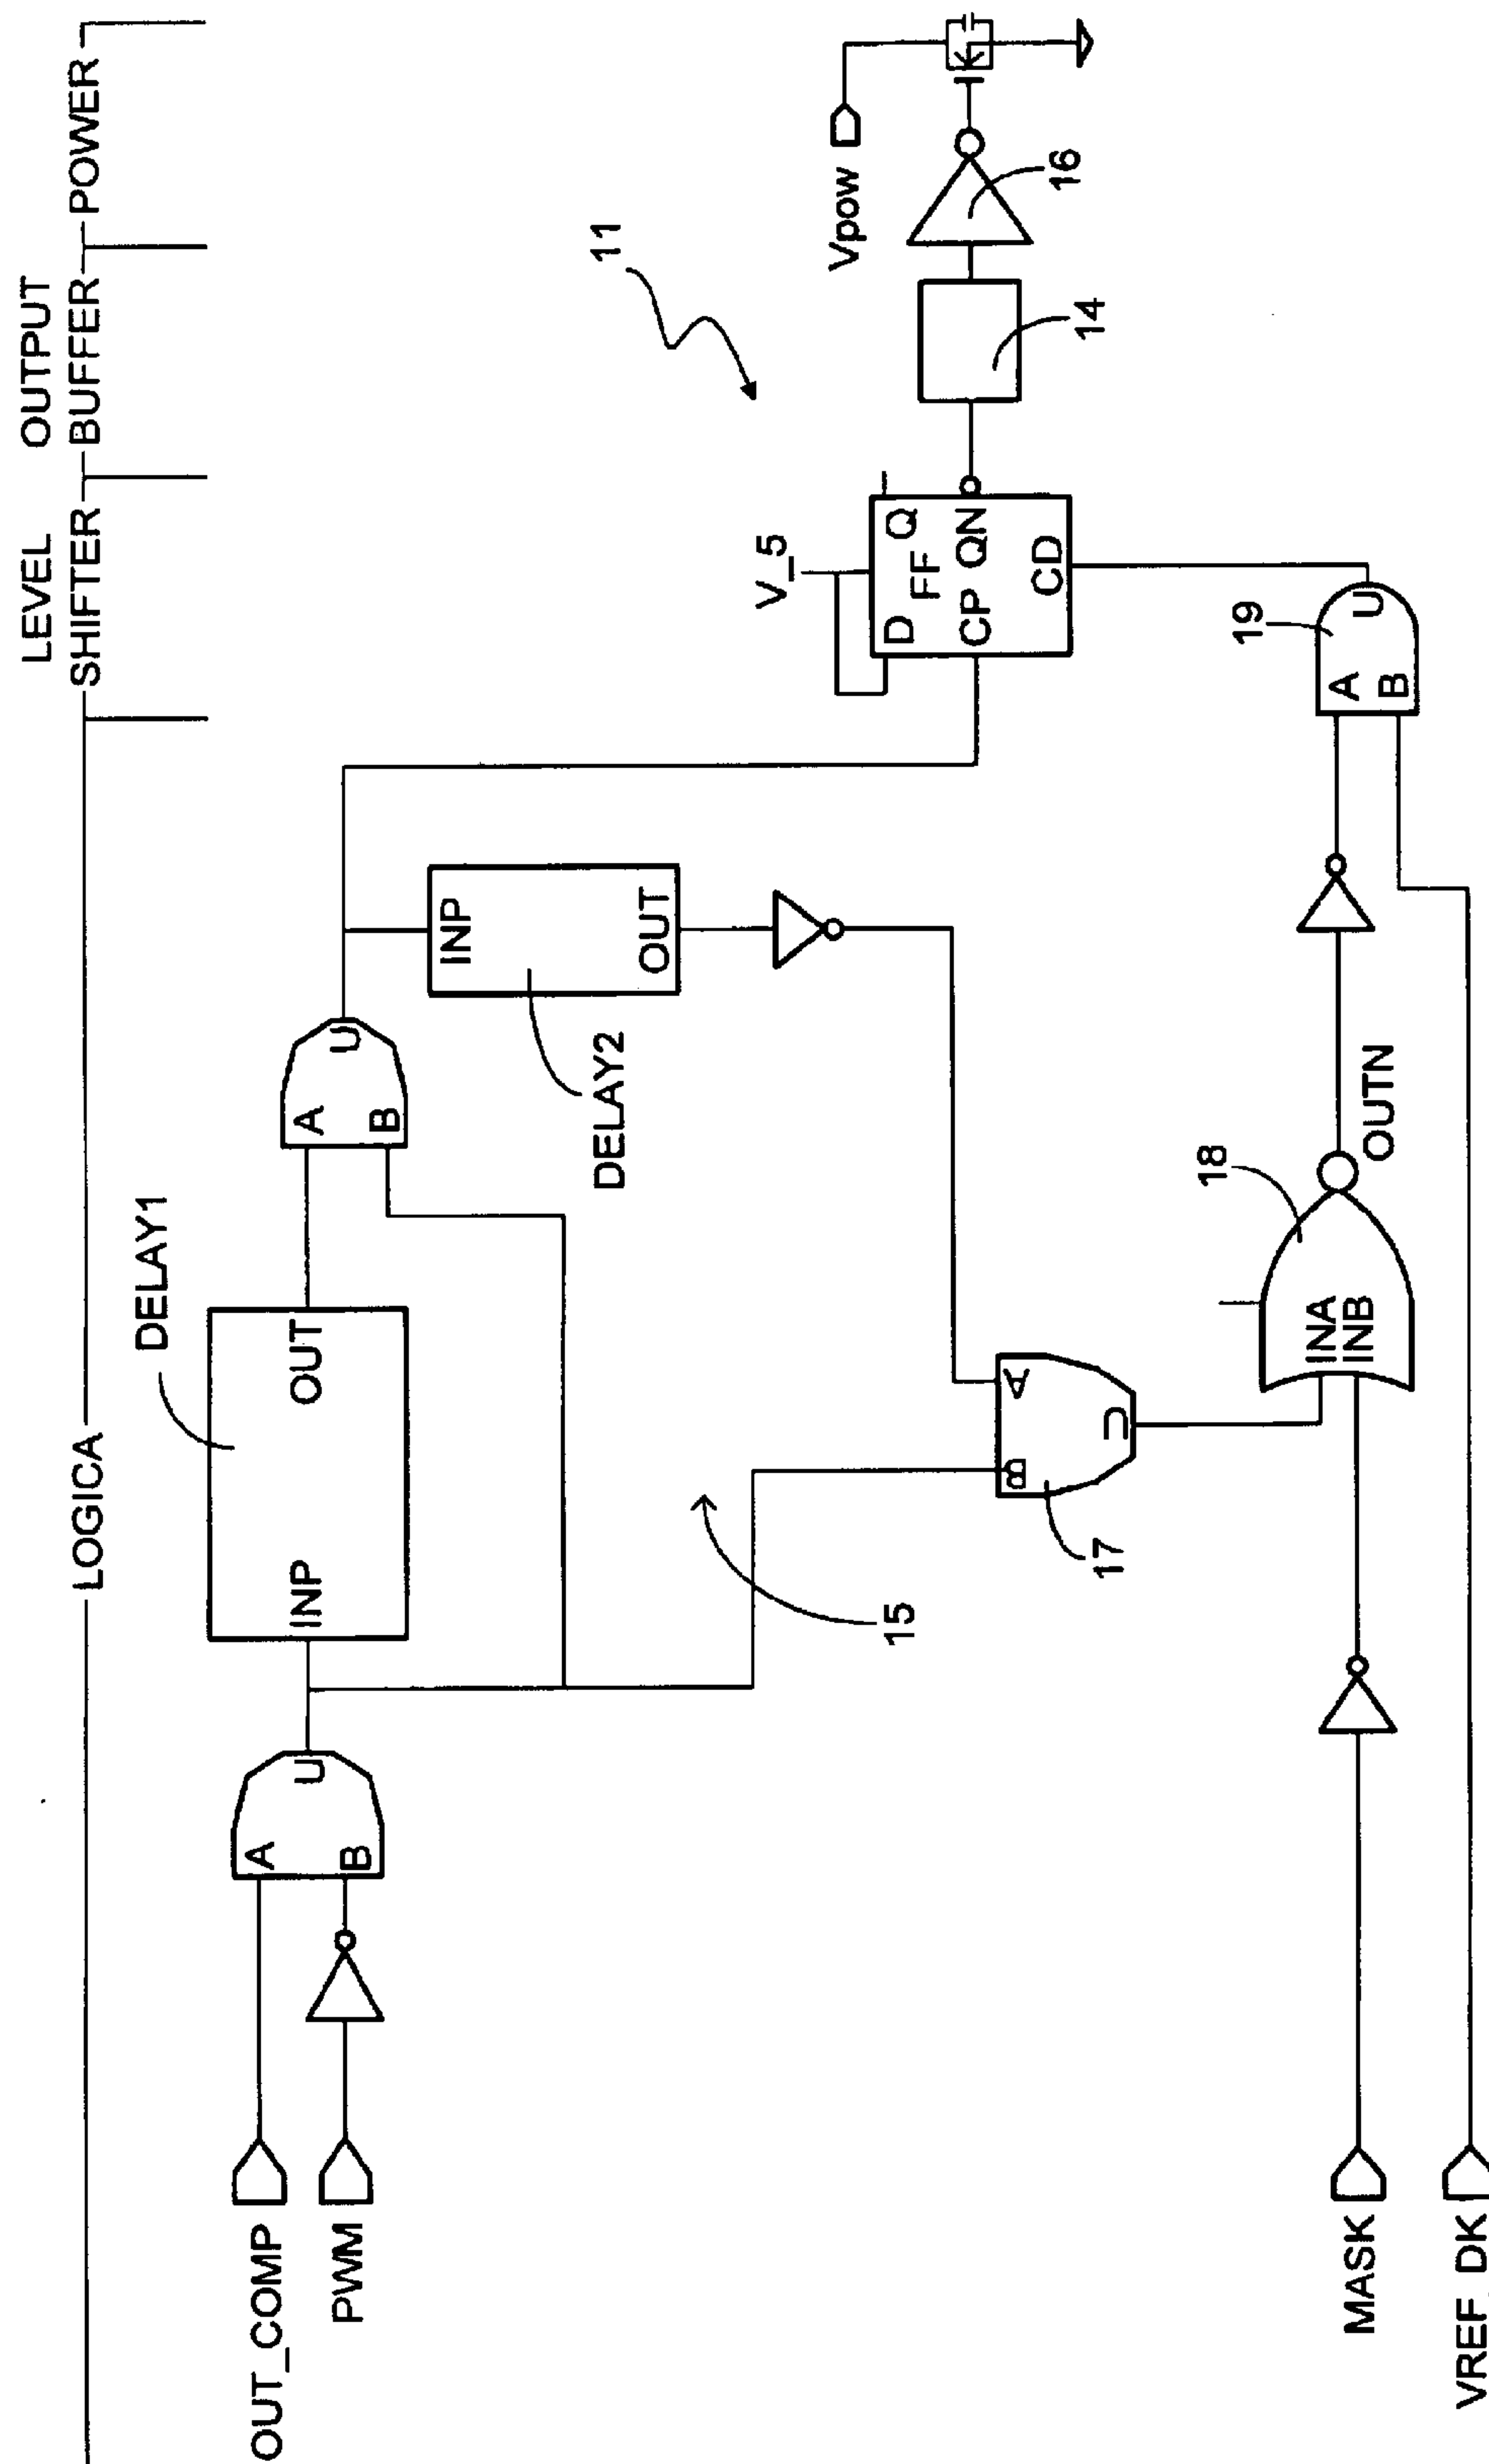 LOGICA
LEVEL
SHIFTER
OUTPUT
BUFFER
POWER
DELAY1
OUT_COMP
PWM
A
B
U
INP
OUT
A
B
U
INP
OUT
DELAY2
V_5
D
Q
FF
CP
QN
CD
11
14
16
Vpow
15
A
B
U
17
MASK
INA
INB
18
OUTN
A
B
U
19
VREF_DK